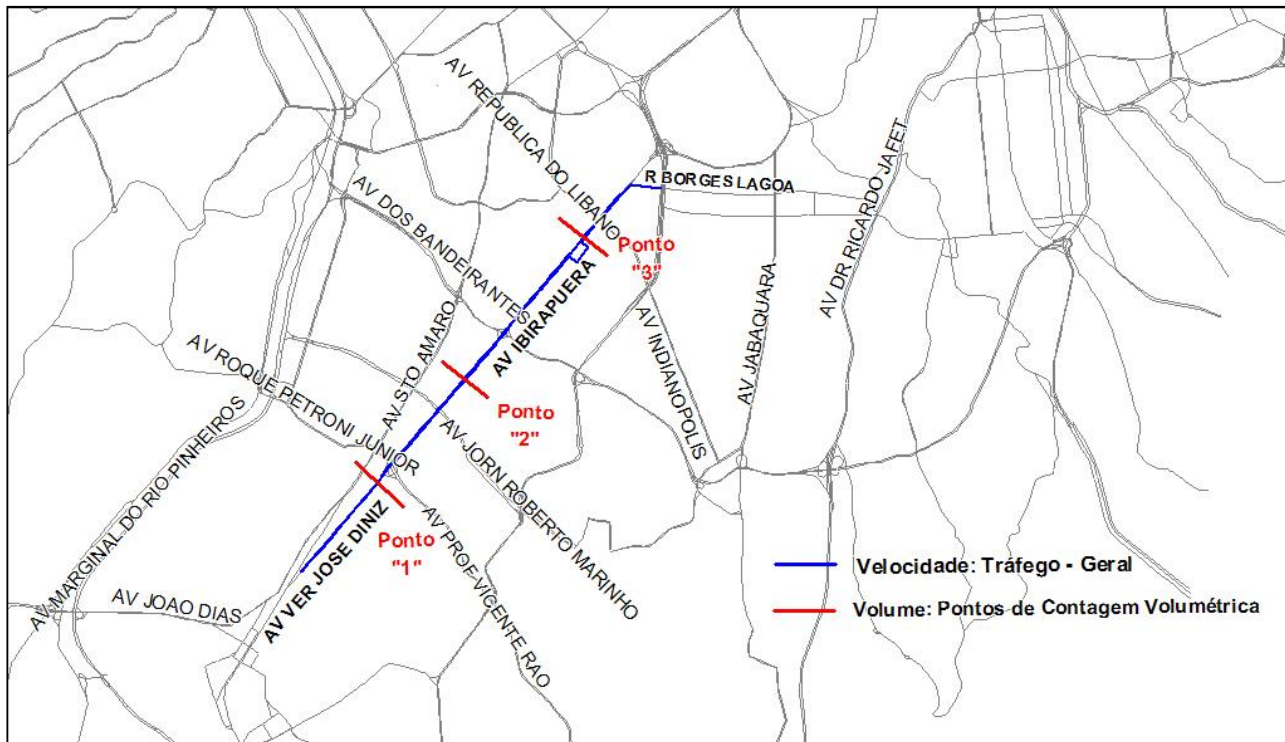 AV REPUBLICA DO LIBANO
R BORGES LAGOA
AV DR RICARDO JAFET
AV DOS BANDEIRANTES
Ponto
"3"
AV IBIRAPUERA
AV INDIANOPOLIS
AV JABAQUARA
AV STO AMARO
AV ROQUE PETRONI JUNIOR
Ponto
"2"
AV JORN ROBERTO MARINHO
AV MARGINAL DO RIO PINHEIROS
AV VER JOSE DINIZ
Ponto
"1"
AV PROF VICENTE RAO
AV JOAO DIAS
Velocidade: Tráfego - Geral
Volume: Pontos de Contagem Volumétrica